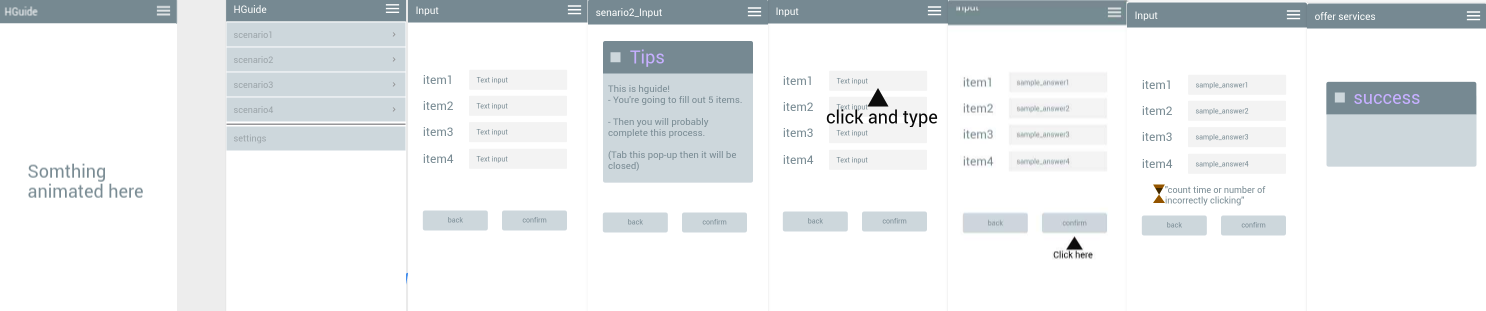 HGuide
Somthing
animated here
HGuide
scenario1
scenario2
scenario3
scenario4
settings
Input
item1 Text input
item2 Text input
item3 Text input
item4 Text input
back confirm
senario2_Input
Tips
This is hguide!
- You're going to fill out 5 items.
- Then you will probably
complete this process.
(Tab this pop-up then it will be
closed)
back confirm
Input
item1 Text input
item2 Text input
click and type
item3 Text input
item4 Text input
back confirm
Input
item1 sample_answer1
item2 sample_answer2
item3 sample_answer3
item4 sample_answer4
back confirm
Click here
Input
item1 sample_answer1
item2 sample_answer2
item3 sample_answer3
item4 sample_answer4
"count time or number of
incorrectly clicking"
back confirm
offer services
success